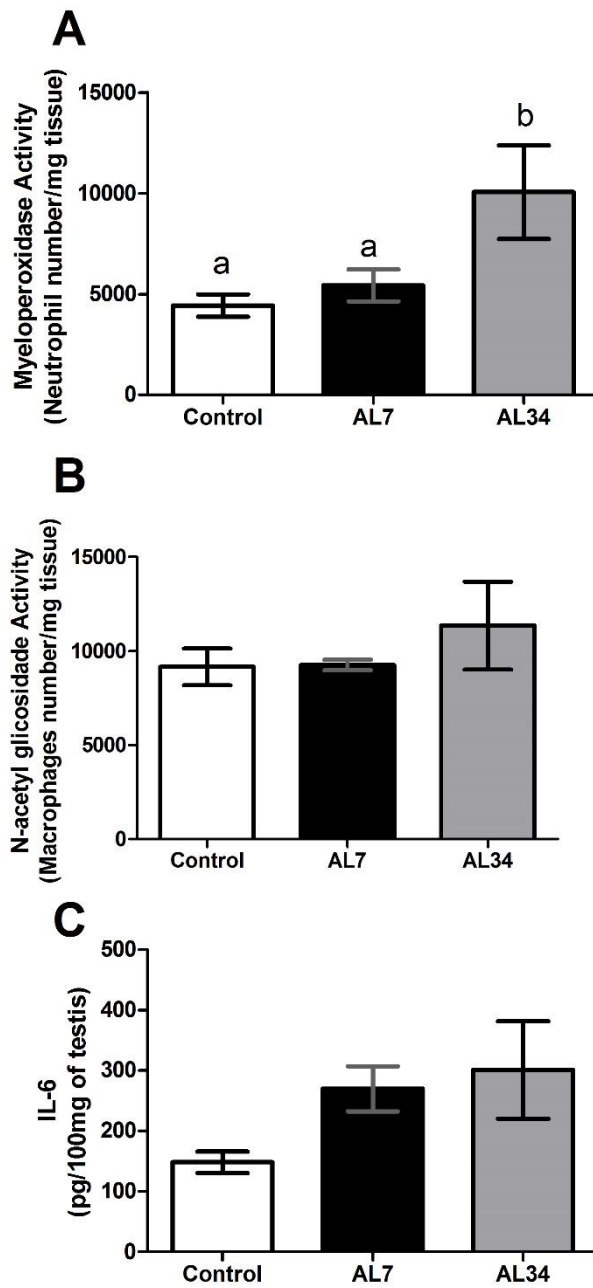 A
Myeloperoxidase Activity
(Neutrophil number/mg tissue)
15000
10000
5000
0
a
a
b
Control AL7 AL34
B
N-acetyl glicosidade Activity
(Macrophages number/mg tissue)
15000
10000
5000
0
Control AL7 AL34
C
IL-6
(pg/100mg of testis)
500
400
300
200
100
0
Control AL7 AL34